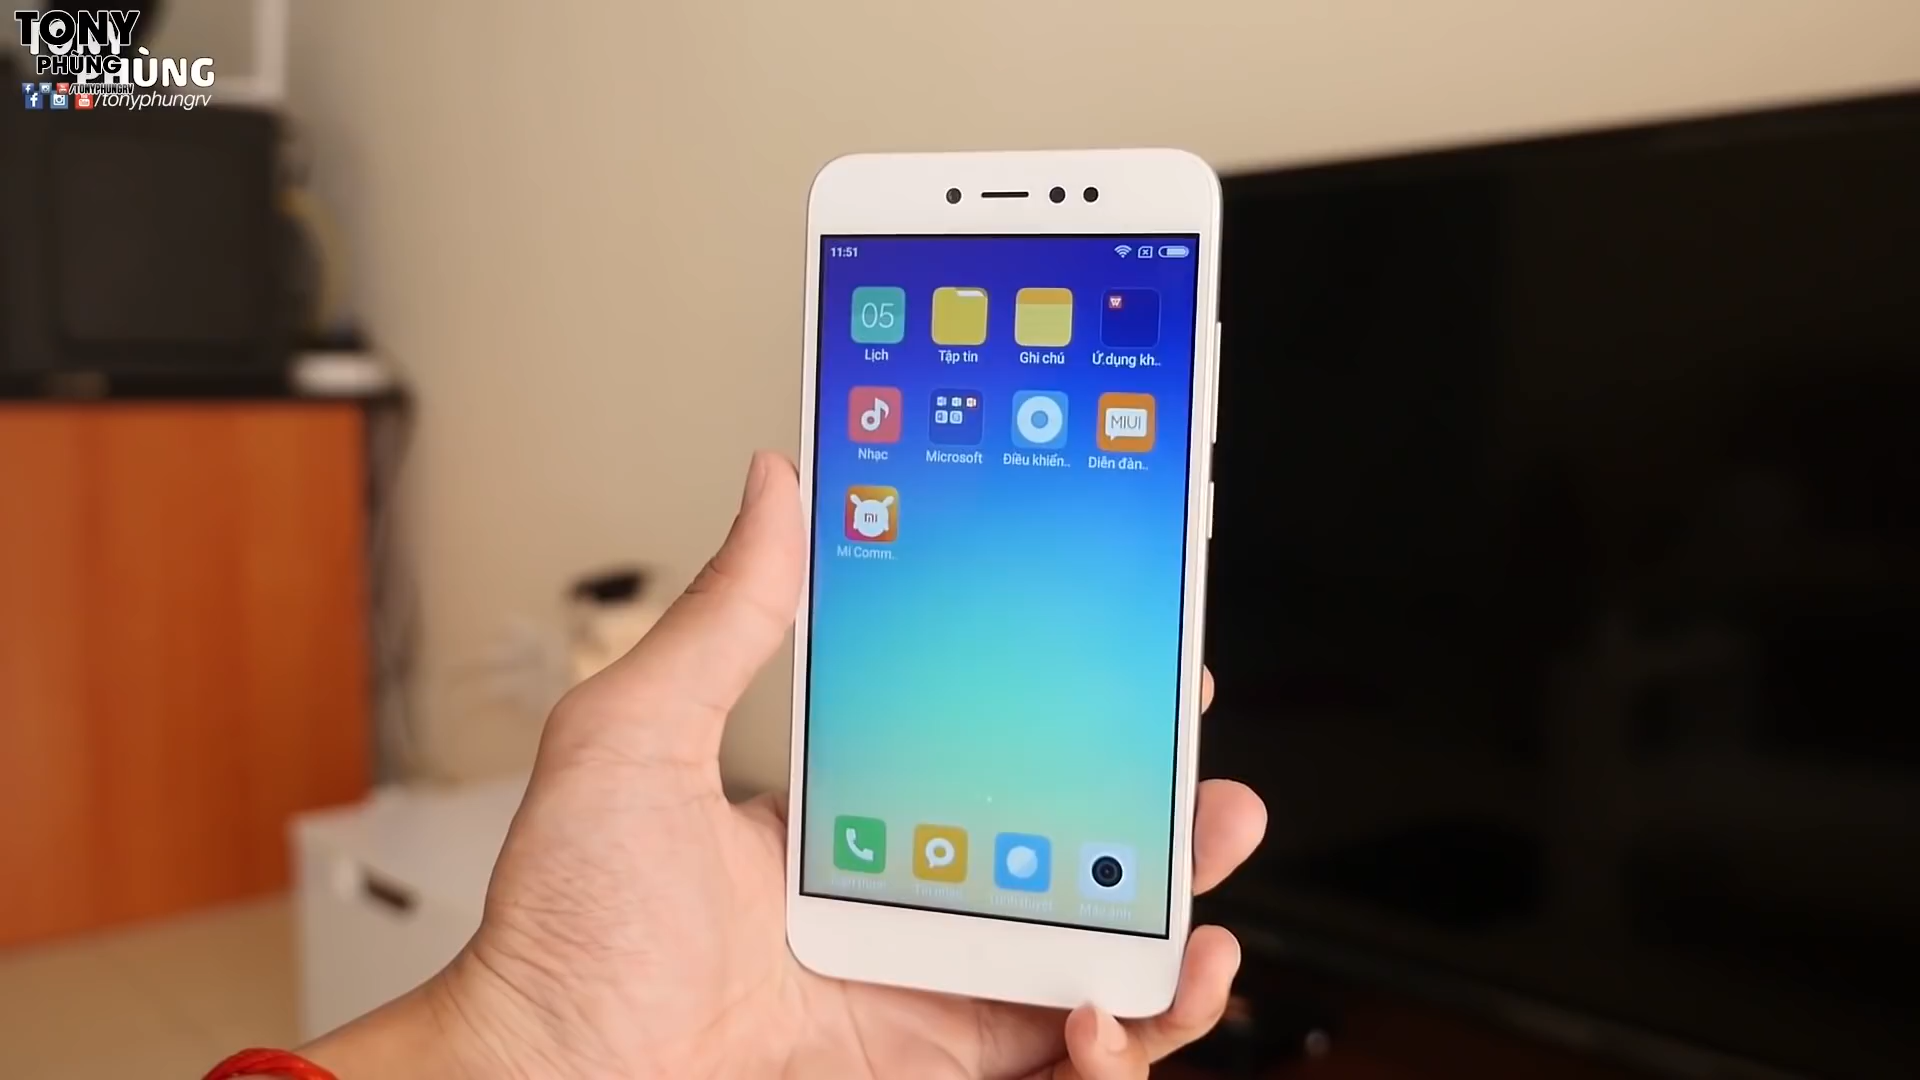 TONY
PHÙNG
/TONYPHUNGRV
PHÙNG
/tonyphungrv
11:51
05
Lịch
Tập tin
Ghi chú
Ứ.dụng kh..
Nhạc
Microsoft
Điều khiển..
MIUI
Diễn đàn..
mi
Mi Comm..